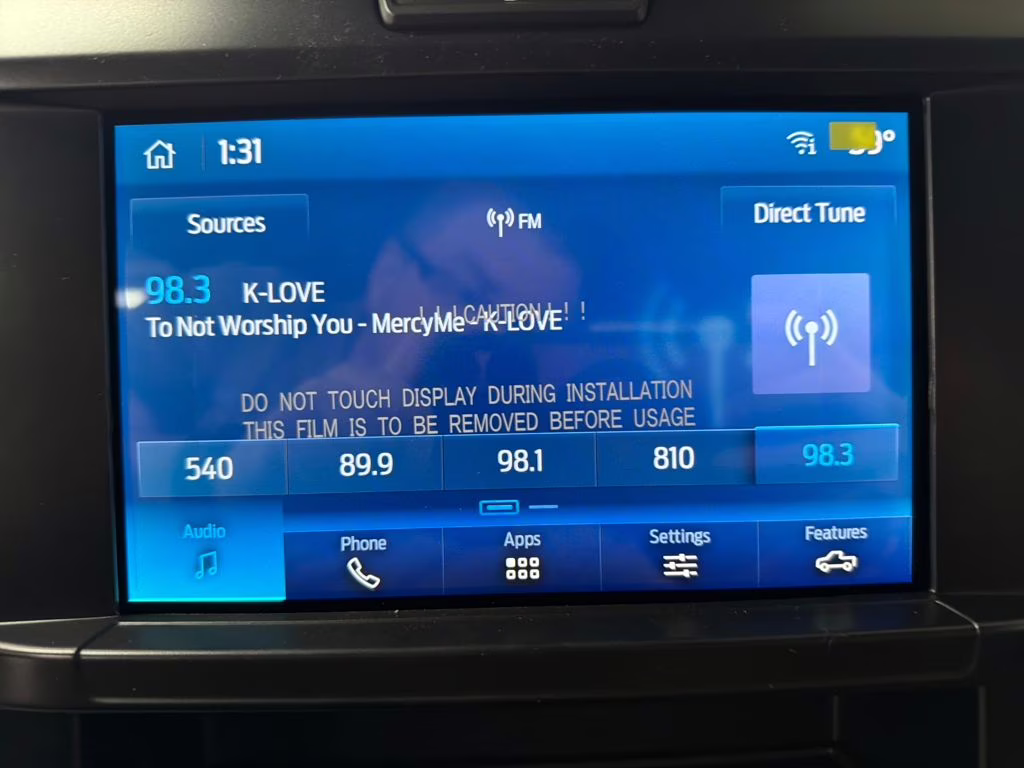 1:31
9°
Sources
FM
Direct Tune
98.3 K-LOVE
! ! !CAUTION! ! !
To Not Worship You - MercyMe - K-LOVE
DO NOT TOUCH DISPLAY DURING INSTALLATION
THIS FILM IS TO BE REMOVED BEFORE USAGE
540 89.9 98.1 810 98.3
Audio Phone Apps Settings Features